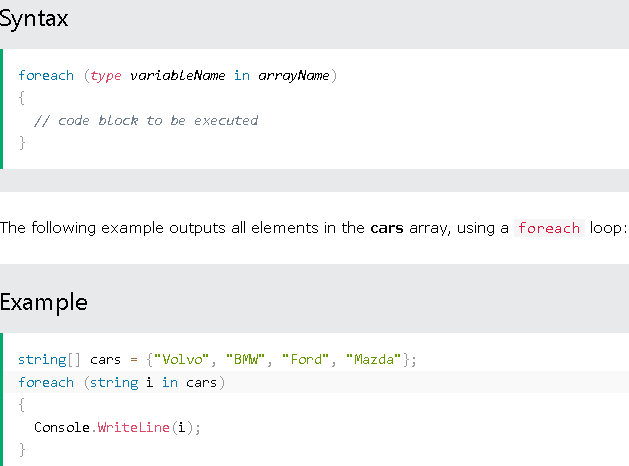 Syntax
foreach (type variableName in arrayName)
{
// code block to be executed
}
The following example outputs all elements in the cars array, using a foreach loop:
Example
string[] cars = {"Volvo", "BMW", "Ford", "Mazda"};
foreach (string i in cars)
{
Console.WriteLine(i);
}